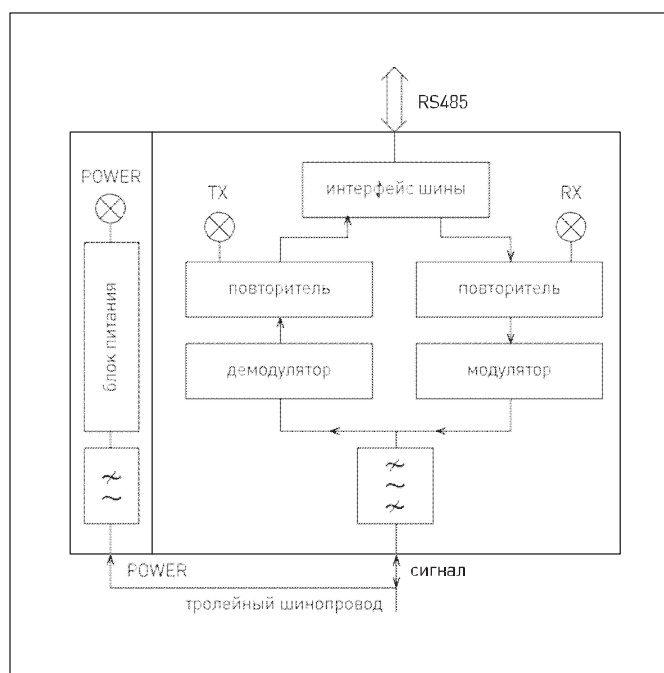 RS485
POWER
TX
интерфейс шины
RX
блок питания
повторитель
повторитель
демодулятор
модулятор
POWER
сигнал
тролейный шинопровод